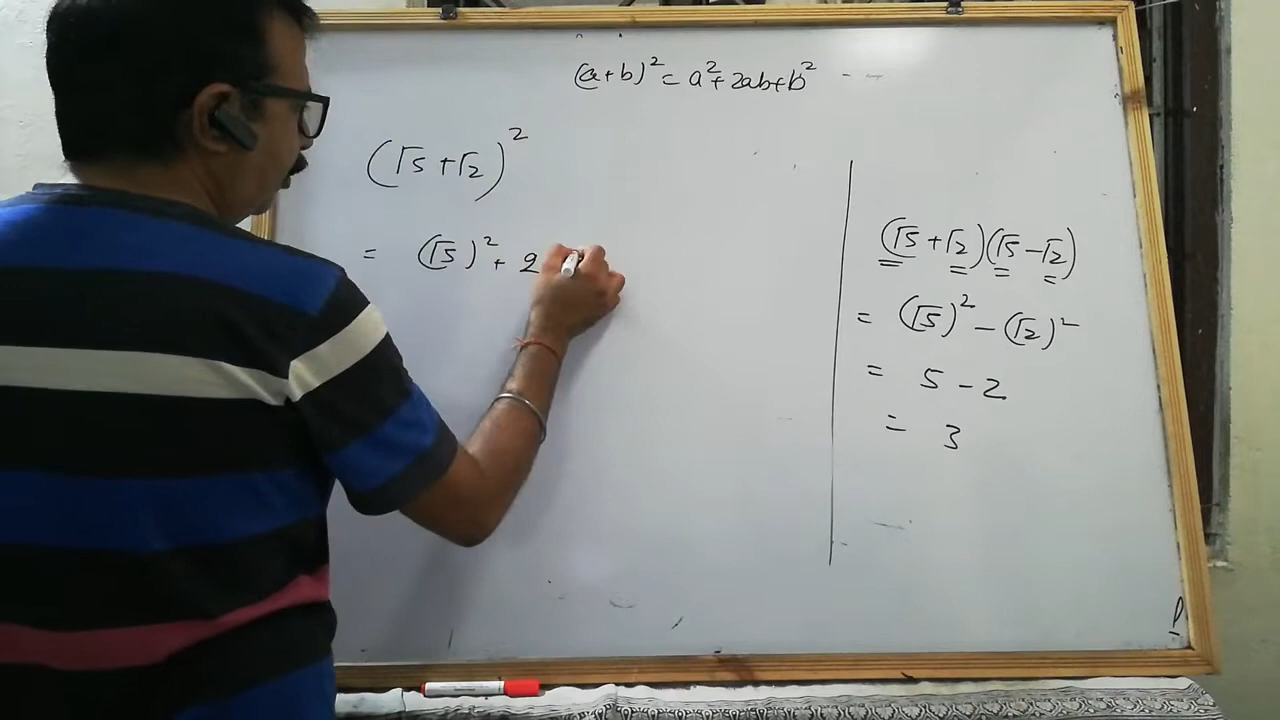 (a+b)² = a²+2ab+b² - -
(√5+√2)²
= (√5)² + 2
(√5+√2)(√5-√2)
= (√5)² - (√2)²
= 5 - 2
= 3
P